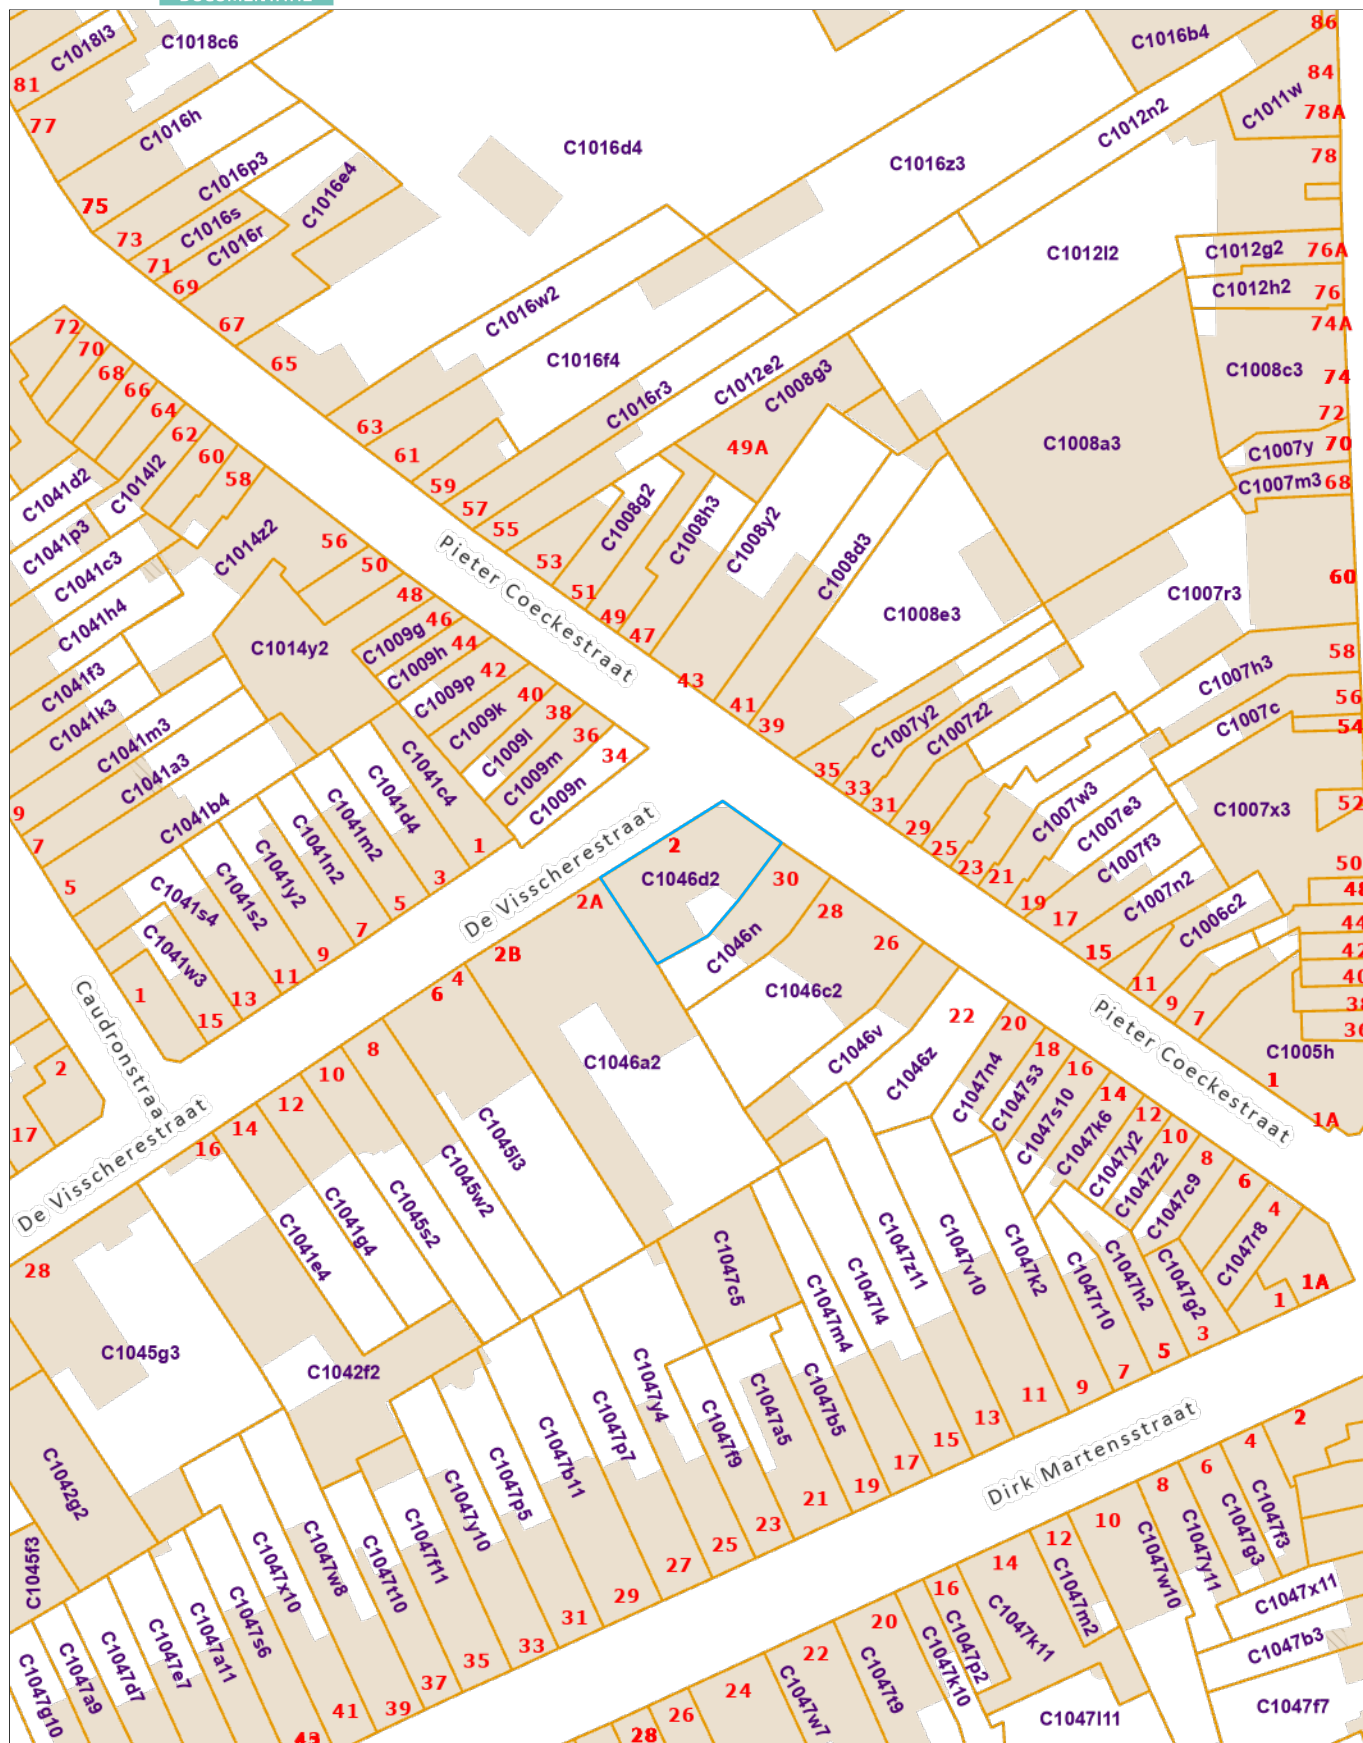 C1018l3
C1018c6
81
77
C1016h
75
C1016p3
C1016e4
73
C1016s
71
C1016r
69
67
65
C1016d4
C1016z3
C1016b4
86
84
C1011w
78A
78
C1012n2
C1012l2
C1012g2
76A
C1012h2
76
74A
C1008c3
74
72
C1007y
70
C1007m3
68
C1016w2
C1016f4
C1016r3
C1012e2
C1008g3
49A
C1008a3
63
61
59
57
55
53
51
49
47
43
41
39
C1008g2
C1008h3
C1008y2
C1008d3
C1008e3
C1007r3
60
72
70
68
66
64
62
60
58
C1041d2
C1014l2
C1041p3
C1041c3
C1014z2
56
50
48
46
44
42
40
38
36
34
C1041h4
C1014y2
C1009g
C1009h
C1009p
C1009k
C1009l
C1009m
C1009n
Pieter Coeckestraat
C1041f3
C1041k3
C1041m3
C1041a3
C1041b4
9
7
5
C1041c4
C1041d4
C1041m2
C1041n2
C1041y2
C1041s2
C1041s4
C1041w3
1
3
5
7
9
11
13
15
1
De Visscherestraat
58
C1007h3
56
C1007c
54
C1007y2
C1007z2
35
33
31
29
25
23
21
19
17
15
11
9
7
C1007w3
C1007e3
C1007f3
C1007n2
C1006c2
C1007x3
52
50
48
44
42
40
38
C1005h
1
1A
2
C1046d2
2A
30
C1046n
28
26
C1046c2
2B
4
6
C1046a2
C1046v
C1046z
22
20
18
16
14
12
10
8
6
4
1A
1
Pieter Coeckestraat
C1047n4
C1047s3
C1047s10
C1047k6
C1047y2
C1047z2
C1047c9
C1047r8
Caudronstraat
2
17
De Visscherestraat
8
10
12
14
16
28
C1045l3
C1045w2
C1045s2
C1041g4
C1041e4
C1045g3
C1042f2
C1042g2
C1045f3
C1047c5
C1047m4
C1047l4
C1047z11
C1047v10
C1047k2
C1047r10
C1047h2
C1047g2
3
5
7
9
11
13
15
17
19
21
23
25
27
29
31
33
35
37
39
41
C1047y4
C1047p7
C1047f9
C1047a5
C1047b5
C1047b11
C1047p5
C1047y10
C1047f11
C1047t10
C1047w8
C1047x10
C1047s6
C1047a11
C1047e7
C1047d7
C1047a9
C1047g10
Dirk Martensstraat
2
4
6
8
10
12
14
16
20
22
24
26
28
C1047f3
C1047g3
C1047y11
C1047w10
C1047m2
C1047k11
C1047p2
C1047k10
C1047t9
C1047w7
C1047l11
C1047x11
C1047b3
C1047f7